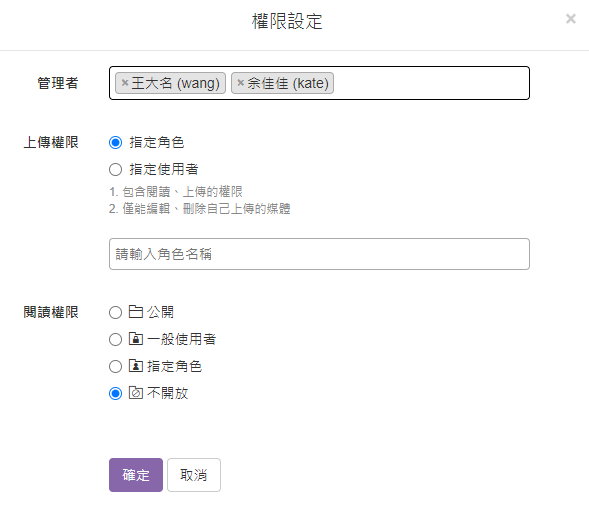 權限設定 ×
管理者 ×王大名 (wang) ×余佳佳 (kate)
上傳權限 指定角色
指定使用者
1. 包含閱讀、上傳的權限
2. 僅能編輯、刪除自己上傳的媒體
請輸入角色名稱
閱讀權限 公開
一般使用者
指定角色
不開放
確定 取消